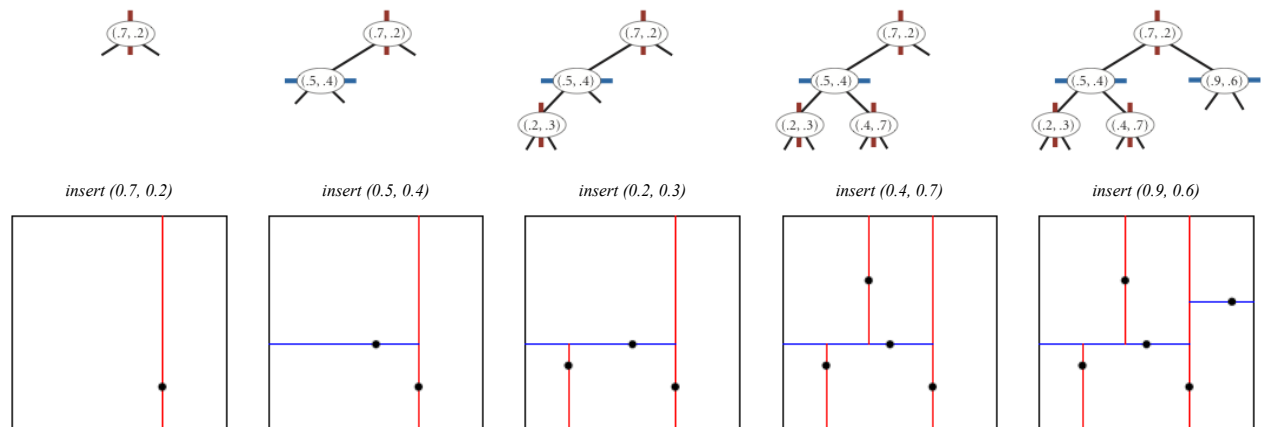 (.7, .2)
(.7, .2)
(.5, .4)
(.7, .2)
(.5, .4)
(.2, .3)
(.7, .2)
(.5, .4)
(.2, .3) (.4, .7)
(.7, .2)
(.5, .4) (.9, .6)
(.2, .3) (.4, .7)
insert (0.7, 0.2)
insert (0.5, 0.4)
insert (0.2, 0.3)
insert (0.4, 0.7)
insert (0.9, 0.6)